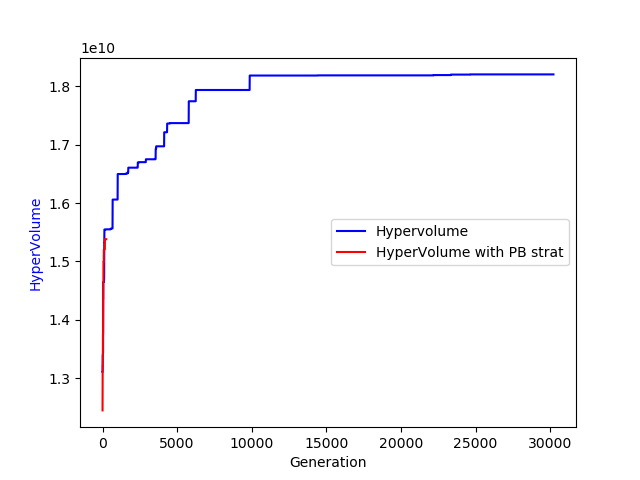 1e10
1.8
1.7
1.6
1.5
1.4
1.3
HyperVolume
Hypervolume
HyperVolume with PB strat
0 5000 10000 15000 20000 25000 30000
Generation